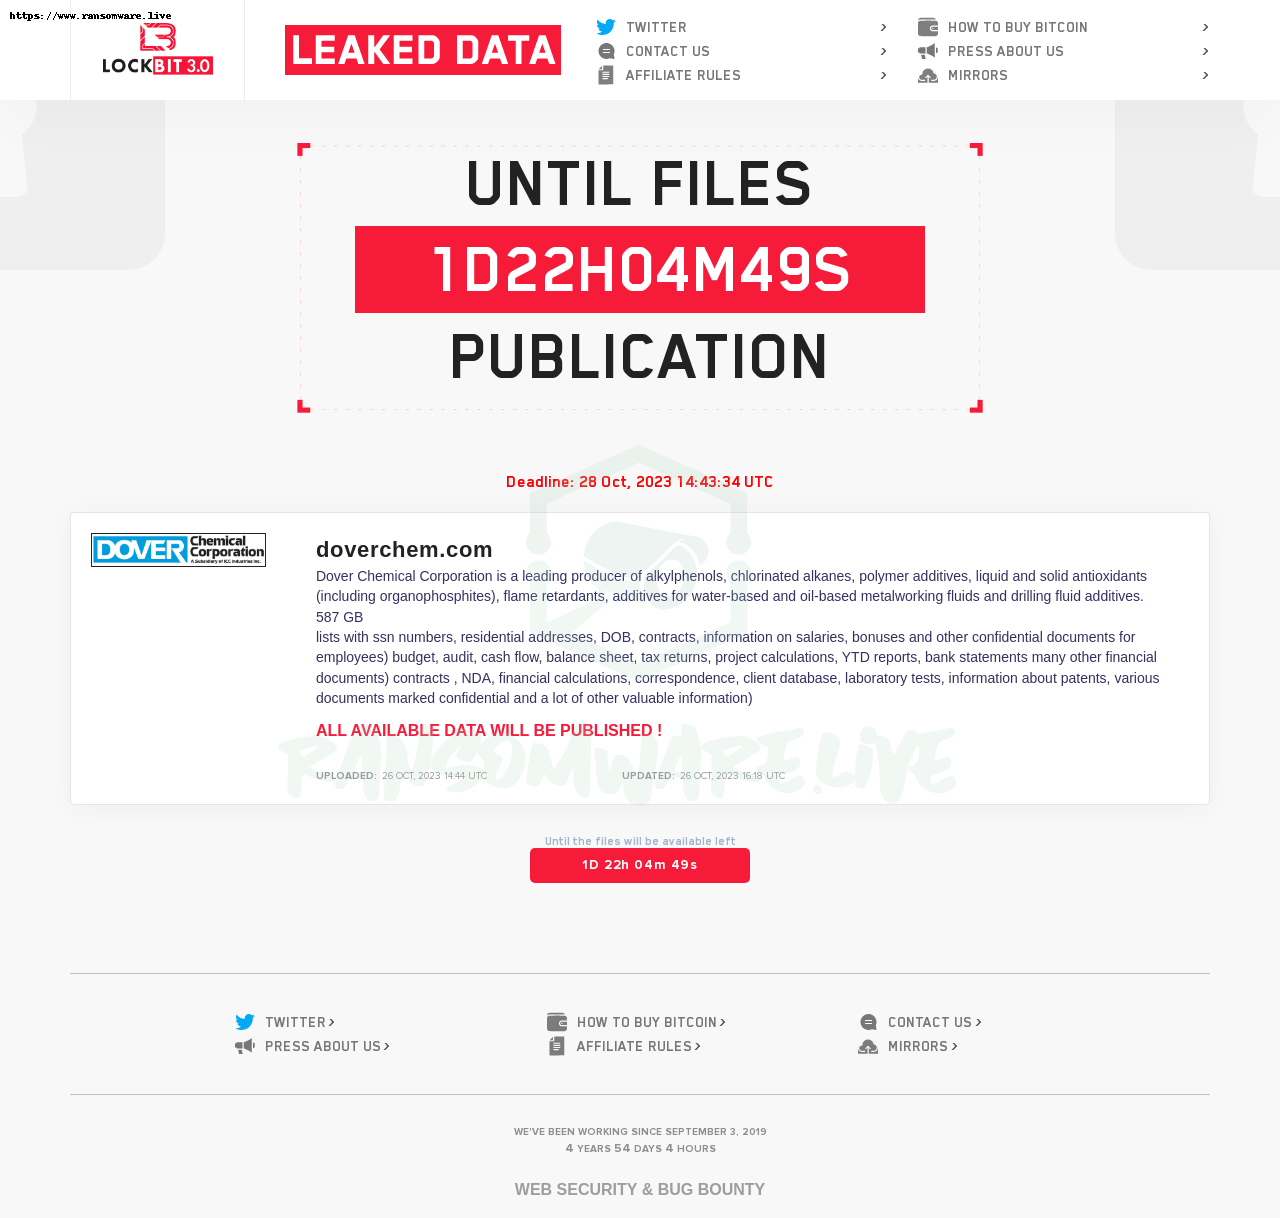 https://www.ransomware.live
LOCKBIT 3.0
LEAKED DATA
TWITTER >
CONTACT US >
AFFILIATE RULES >
HOW TO BUY BITCOIN >
PRESS ABOUT US >
MIRRORS >
UNTIL FILES
1D22H04M49S
PUBLICATION
Deadline: 28 Oct, 2023 14:43:34 UTC
DOVER Chemical
Corporation
A Subsidiary of ICC Industries Inc.
doverchem.com
Dover Chemical Corporation is a leading producer of alkylphenols, chlorinated alkanes, polymer additives, liquid and solid antioxidants
(including organophosphites), flame retardants, additives for water-based and oil-based metalworking fluids and drilling fluid additives.
587 GB
lists with ssn numbers, residential addresses, DOB, contracts, information on salaries, bonuses and other confidential documents for
employees) budget, audit, cash flow, balance sheet, tax returns, project calculations, YTD reports, bank statements many other financial
documents) contracts , NDA, financial calculations, correspondence, client database, laboratory tests, information about patents, various
documents marked confidential and a lot of other valuable information)
ALL AVAILABLE DATA WILL BE PUBLISHED !
RANSOMWARE.LIVE
UPLOADED: 26 OCT, 2023 14:44 UTC
UPDATED: 26 OCT, 2023 16:18 UTC
Until the files will be available left
1D 22h 04m 49s
TWITTER >
HOW TO BUY BITCOIN >
CONTACT US >
PRESS ABOUT US >
AFFILIATE RULES >
MIRRORS >
WE'VE BEEN WORKING SINCE SEPTEMBER 3, 2019
4 YEARS 54 DAYS 4 HOURS
WEB SECURITY & BUG BOUNTY